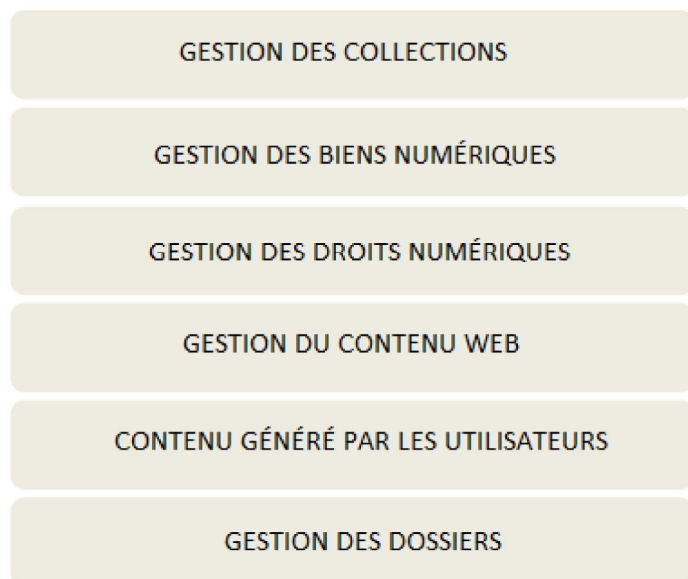 GESTION DES COLLECTIONS
GESTION DES BIENS NUMÉRIQUES
GESTION DES DROITS NUMÉRIQUES
GESTION DU CONTENU WEB
CONTENU GÉNÉRÉ PAR LES UTILISATEURS
GESTION DES DOSSIERS